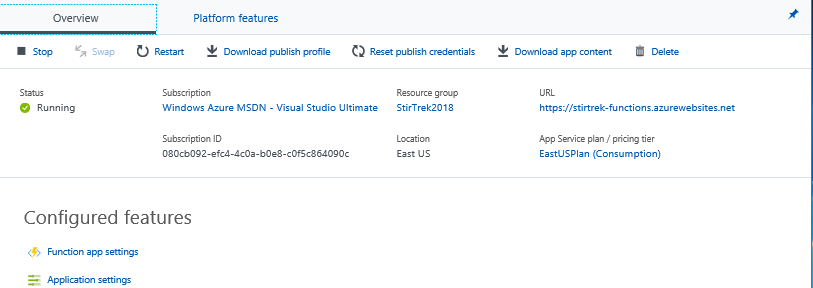 Overview Platform features
Stop Swap Restart Download publish profile Reset publish credentials Download app content Delete
Status Subscription Resource group URL
Running Windows Azure MSDN - Visual Studio Ultimate StirTrek2018 https://stirtrek-functions.azurewebsites.net
Subscription ID Location App Service plan / pricing tier
080cb092-efc4-4c0a-b0e8-c0f5c864090c East US EastUSPlan (Consumption)
Configured features
Function app settings
Application settings